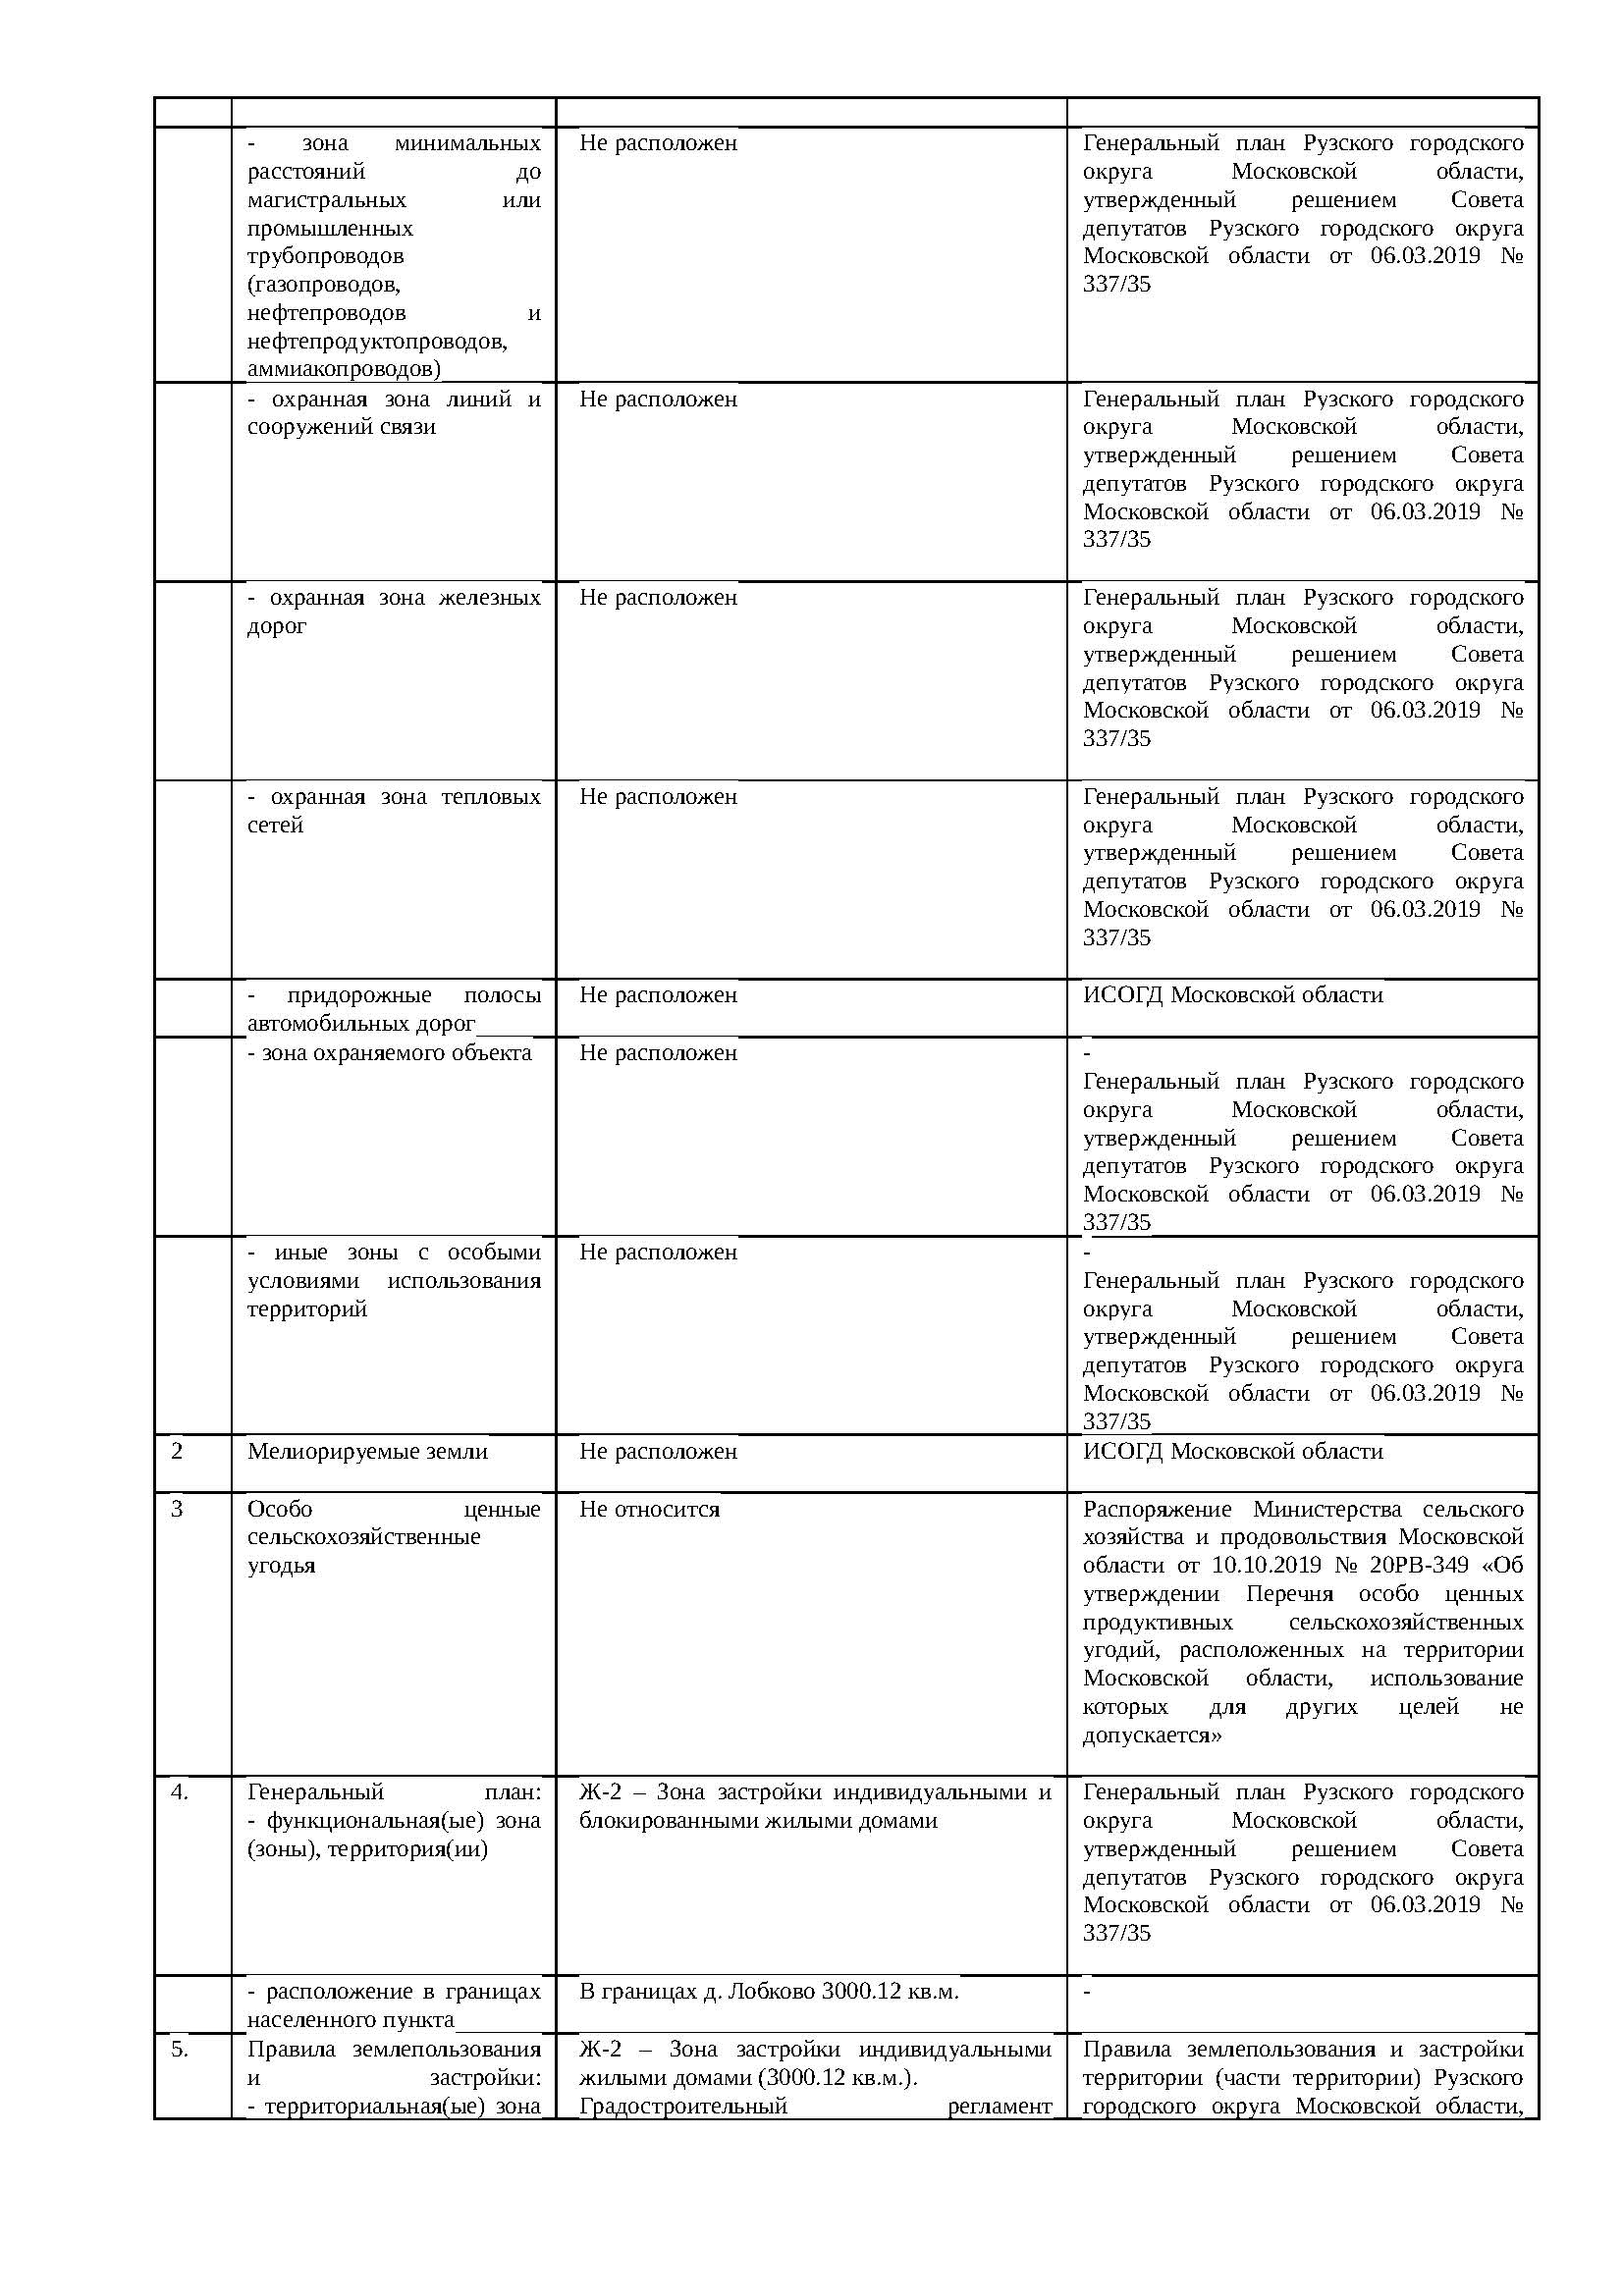 - зона минимальных
расстояний до
магистральных или
промышленных
трубопроводов
(газопроводов,
нефтепроводов и
нефтепродуктопроводов,
аммиакопроводов)
Не расположен
Генеральный план Рузского городского
округа Московской области,
утвержденный решением Совета
депутатов Рузского городского округа
Московской области от 06.03.2019 №
337/35
- охранная зона линий и
сооружений связи
Не расположен
Генеральный план Рузского городского
округа Московской области,
утвержденный решением Совета
депутатов Рузского городского округа
Московской области от 06.03.2019 №
337/35
- охранная зона железных
дорог
Не расположен
Генеральный план Рузского городского
округа Московской области,
утвержденный решением Совета
депутатов Рузского городского округа
Московской области от 06.03.2019 №
337/35
- охранная зона тепловых
сетей
Не расположен
Генеральный план Рузского городского
округа Московской области,
утвержденный решением Совета
депутатов Рузского городского округа
Московской области от 06.03.2019 №
337/35
- придорожные полосы
автомобильных дорог
Не расположен
ИСОГД Московской области
- зона охраняемого объекта
Не расположен
-
Генеральный план Рузского городского
округа Московской области,
утвержденный решением Совета
депутатов Рузского городского округа
Московской области от 06.03.2019 №
337/35
- иные зоны с особыми
условиями использования
территорий
Не расположен
-
Генеральный план Рузского городского
округа Московской области,
утвержденный решением Совета
депутатов Рузского городского округа
Московской области от 06.03.2019 №
337/35
2
Мелиорируемые земли
Не расположен
ИСОГД Московской области
3
Особо ценные
сельскохозяйственные
угодья
Не относится
Распоряжение Министерства сельского
хозяйства и продовольствия Московской
области от 10.10.2019 № 20РВ-349 «Об
утверждении Перечня особо ценных
продуктивных сельскохозяйственных
угодий, расположенных на территории
Московской области, использование
которых для других целей не
допускается»
4.
Генеральный план:
- функциональная(ые) зона
(зоны), территория(ии)
Ж-2 – Зона застройки индивидуальными и
блокированными жилыми домами
Генеральный план Рузского городского
округа Московской области,
утвержденный решением Совета
депутатов Рузского городского округа
Московской области от 06.03.2019 №
337/35
- расположение в границах
населенного пункта
В границах д. Лобково 3000.12 кв.м.
-
5.
Правила землепользования
и застройки:
- территориальная(ые) зона
Ж-2 – Зона застройки индивидуальными
жилыми домами (3000.12 кв.м.).
Градостроительный регламент
Правила землепользования и застройки
территории (части территории) Рузского
городского округа Московской области,